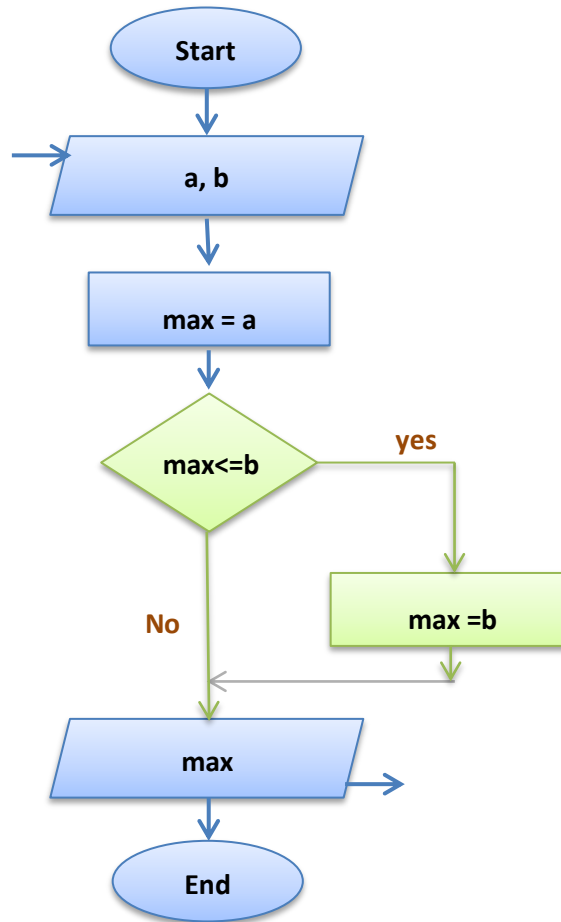 Start
a, b
max = a
max<=b
yes
No
max =b
max
End